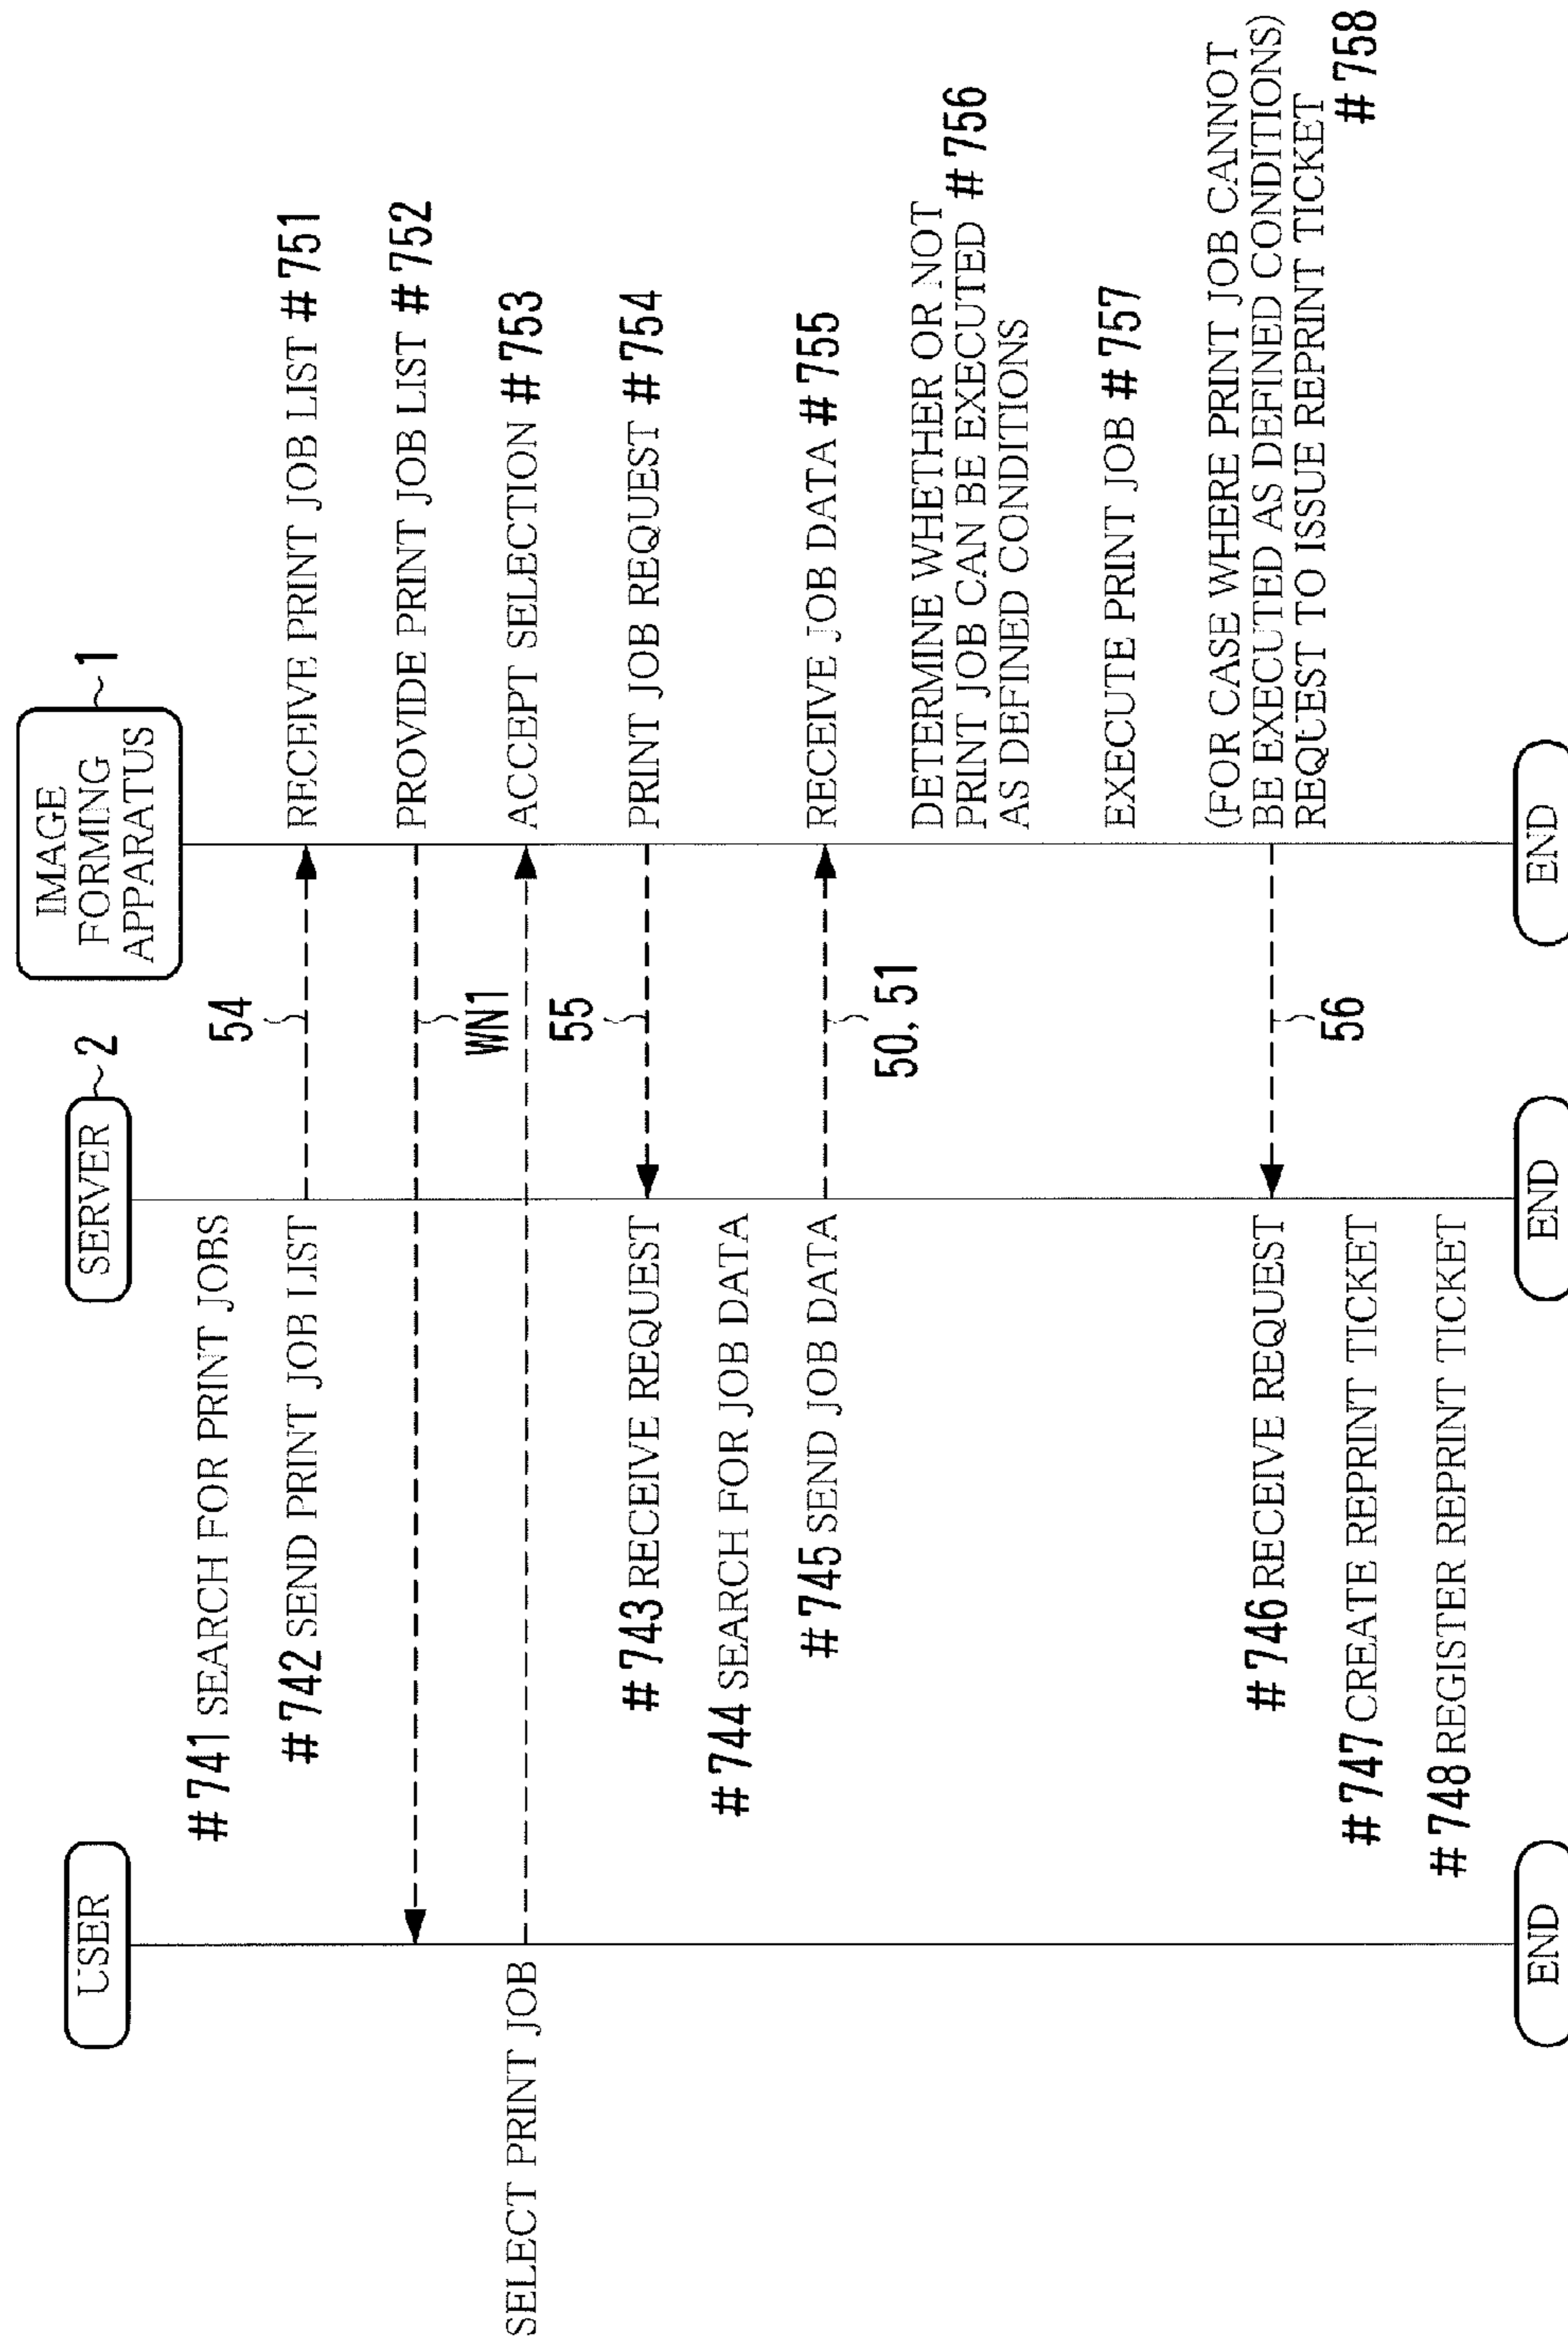 USER
SERVER
~2
IMAGE
FORMING
APPARATUS
~1
#741 SEARCH FOR PRINT JOBS
#742 SEND PRINT JOB LIST
54
RECEIVE PRINT JOB LIST #751
WN1
PROVIDE PRINT JOB LIST #752
SELECT PRINT JOB
ACCEPT SELECTION #753
#743 RECEIVE REQUEST
55
PRINT JOB REQUEST #754
#744 SEARCH FOR JOB DATA
#745 SEND JOB DATA
50, 51
RECEIVE JOB DATA #755
DETERMINE WHETHER OR NOT
PRINT JOB CAN BE EXECUTED #756
AS DEFINED CONDITIONS
EXECUTE PRINT JOB #757
(FOR CASE WHERE PRINT JOB CANNOT
BE EXECUTED AS DEFINED CONDITIONS)
REQUEST TO ISSUE REPRINT TICKET
#758
#746 RECEIVE REQUEST
56
#747 CREATE REPRINT TICKET
#748 REGISTER REPRINT TICKET
END
END
END